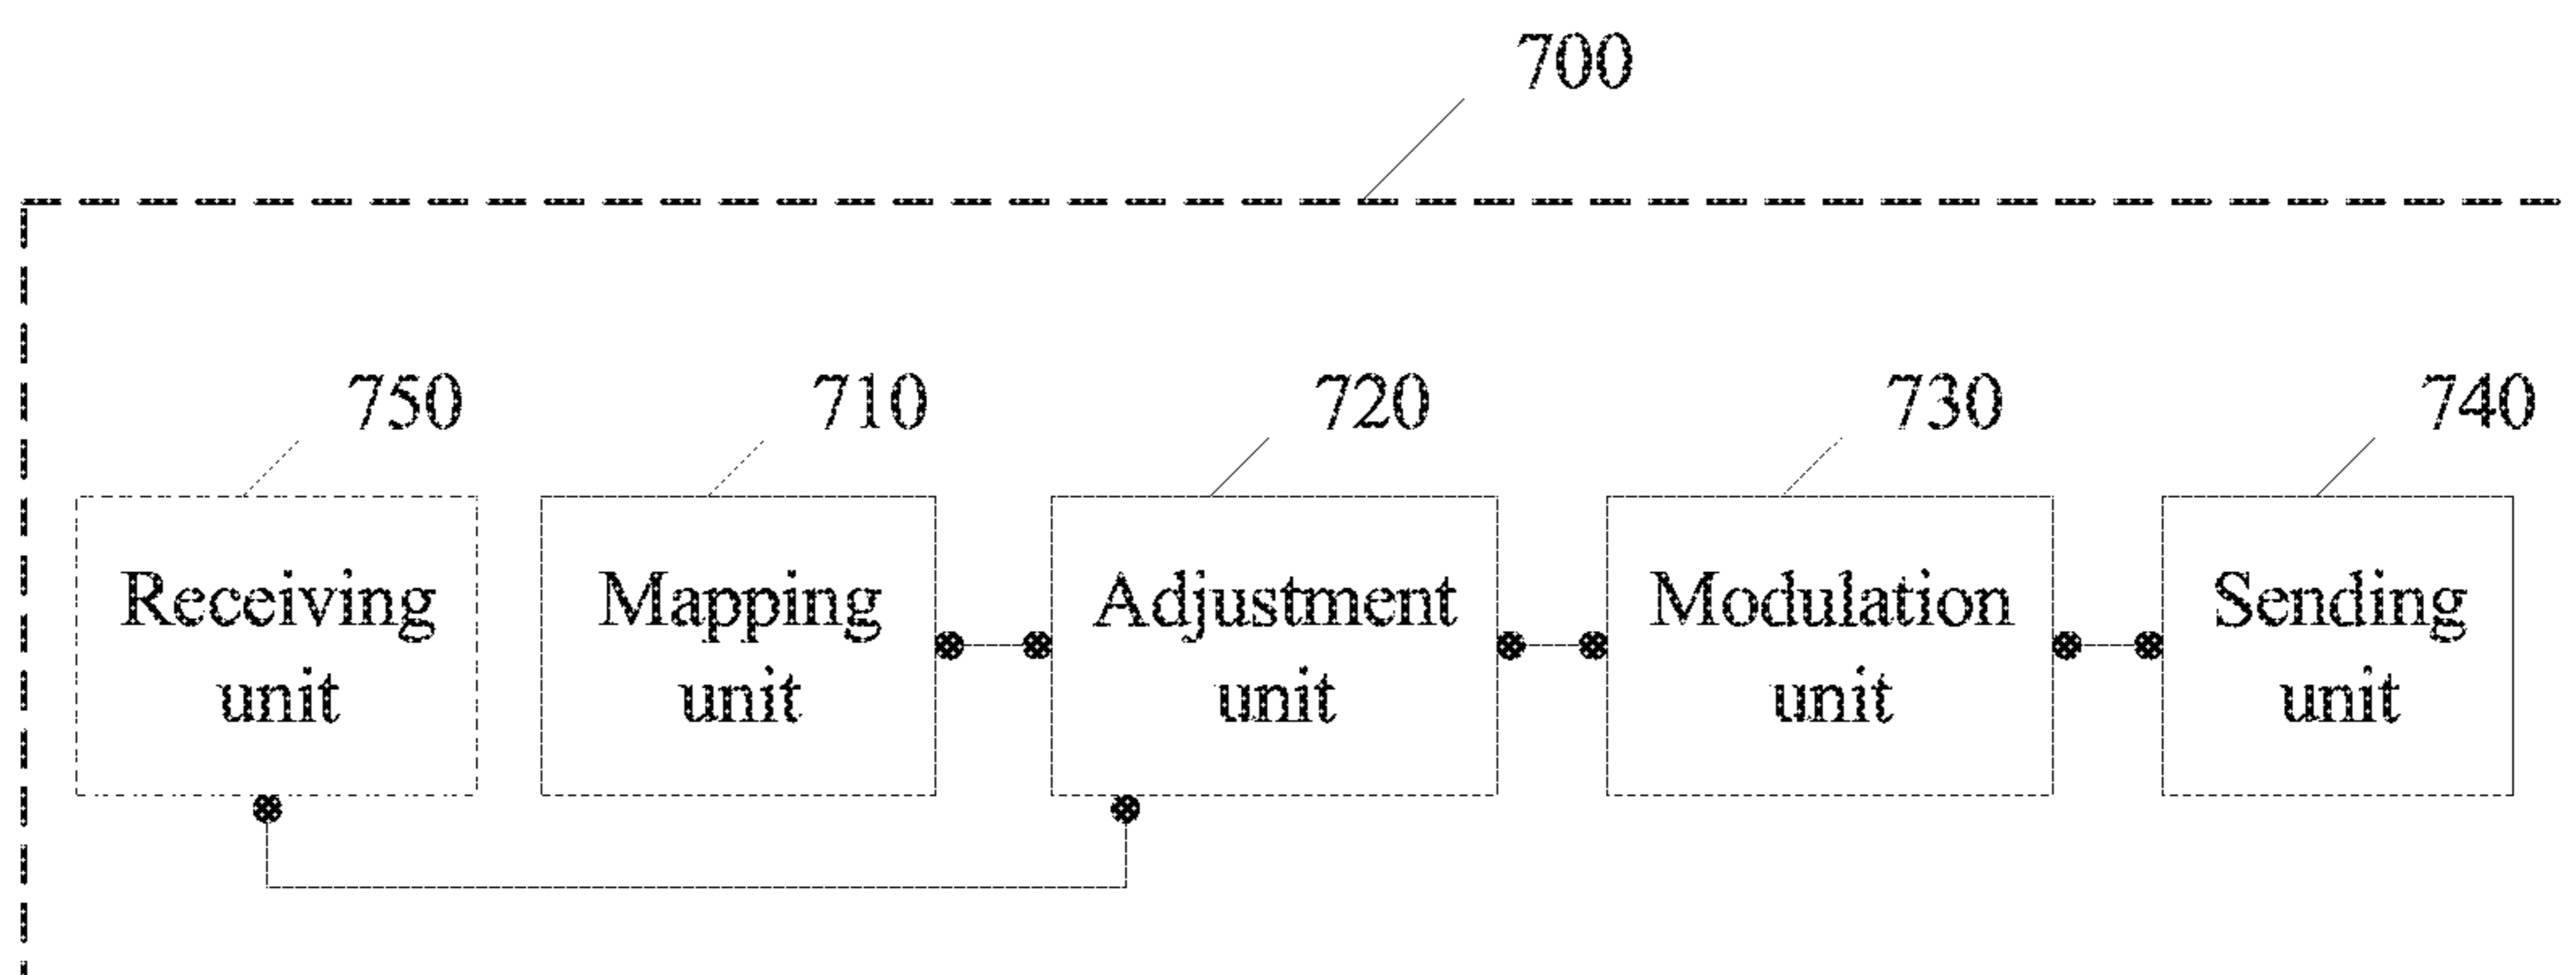 700
750
710
720
730
740
Receiving
unit
Mapping
unit
Adjustment
unit
Modulation
unit
Sending
unit